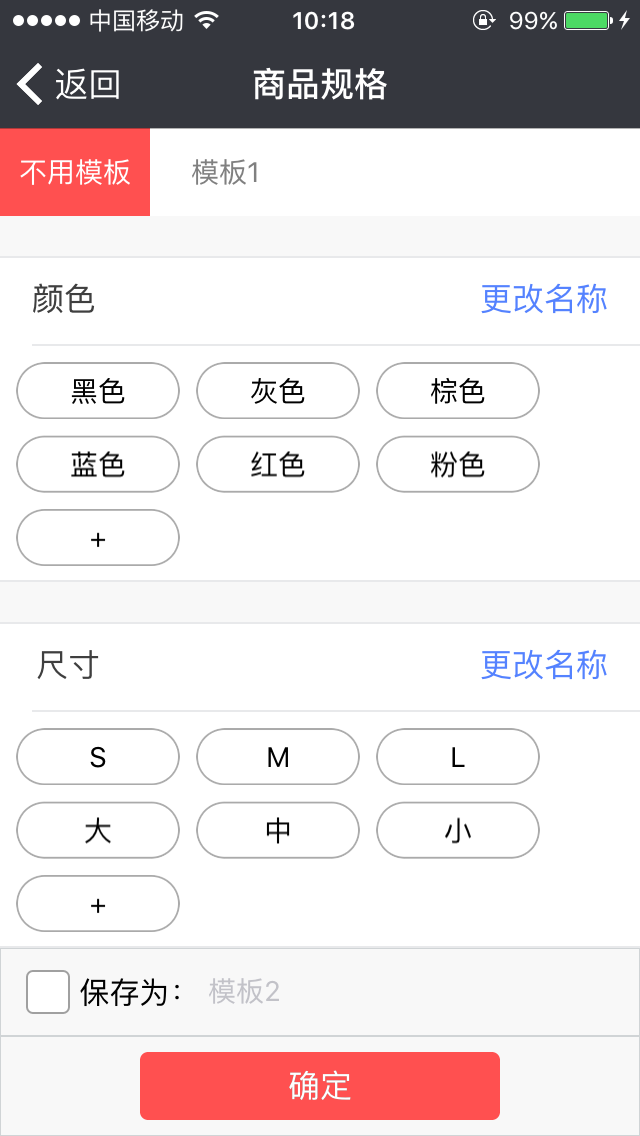 中国移动 10:18 99%
返回 商品规格
不用模板 模板1
颜色 更改名称
黑色 灰色 棕色
蓝色 红色 粉色
+
尺寸 更改名称
S M L
大 中 小
+
保存为： 模板2
确定